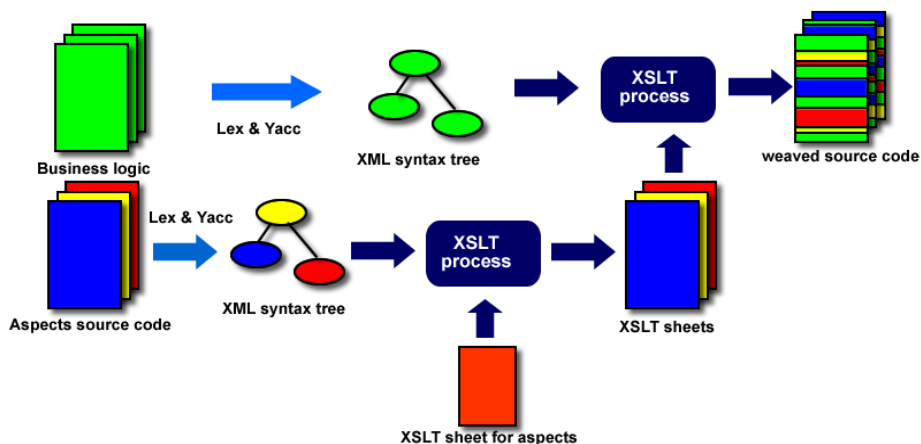 XSLT
process
Lex & Yacc
XML syntax tree
weaved source code
Business logic
Lex & Yacc
XSLT
process
XML syntax tree
Aspects source code
XSLT sheets
XSLT sheet for aspects